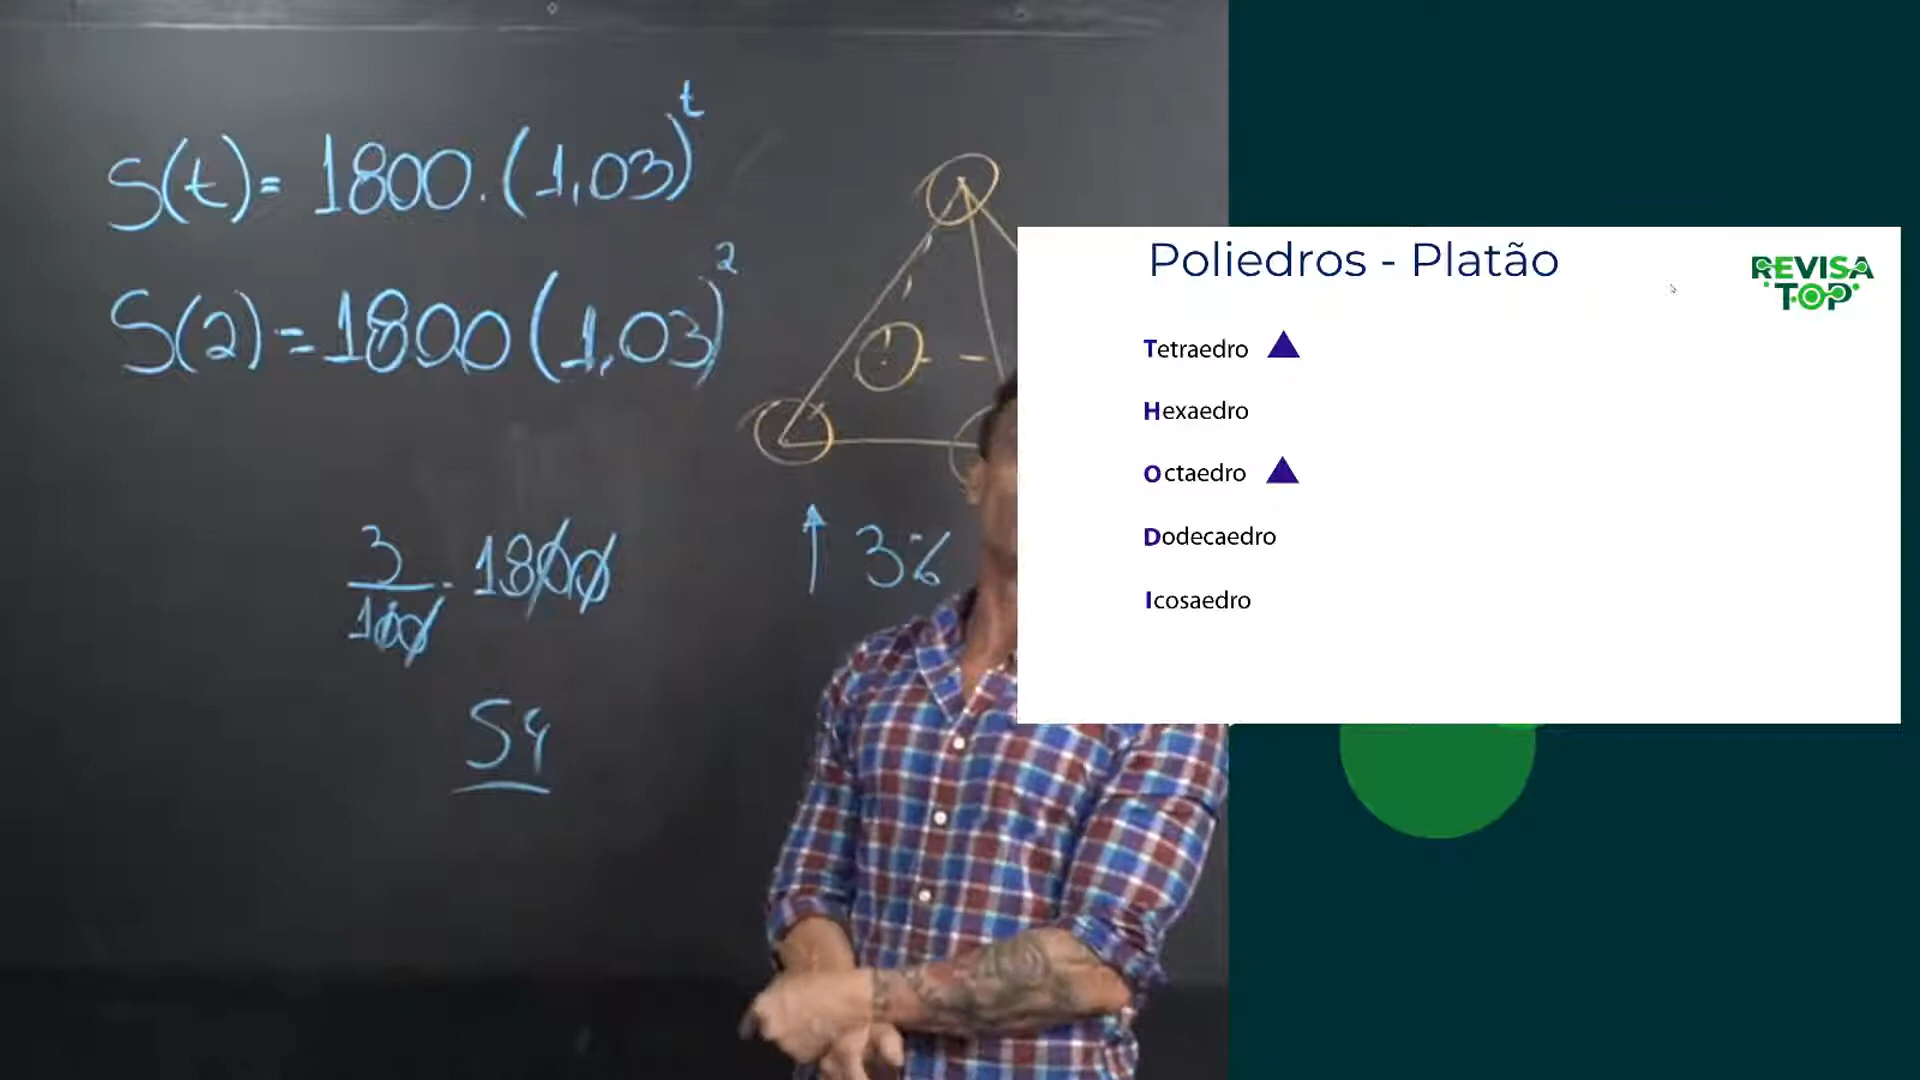 S(t) = 1800 . (1,03)^t
S(2) = 1800 (1,03)^2
3/100 . 1800
54
↑ 3%
Poliedros - Platão
REVISA
TOP
Tetraedro
Hexaedro
Octaedro
Dodecaedro
Icosaedro